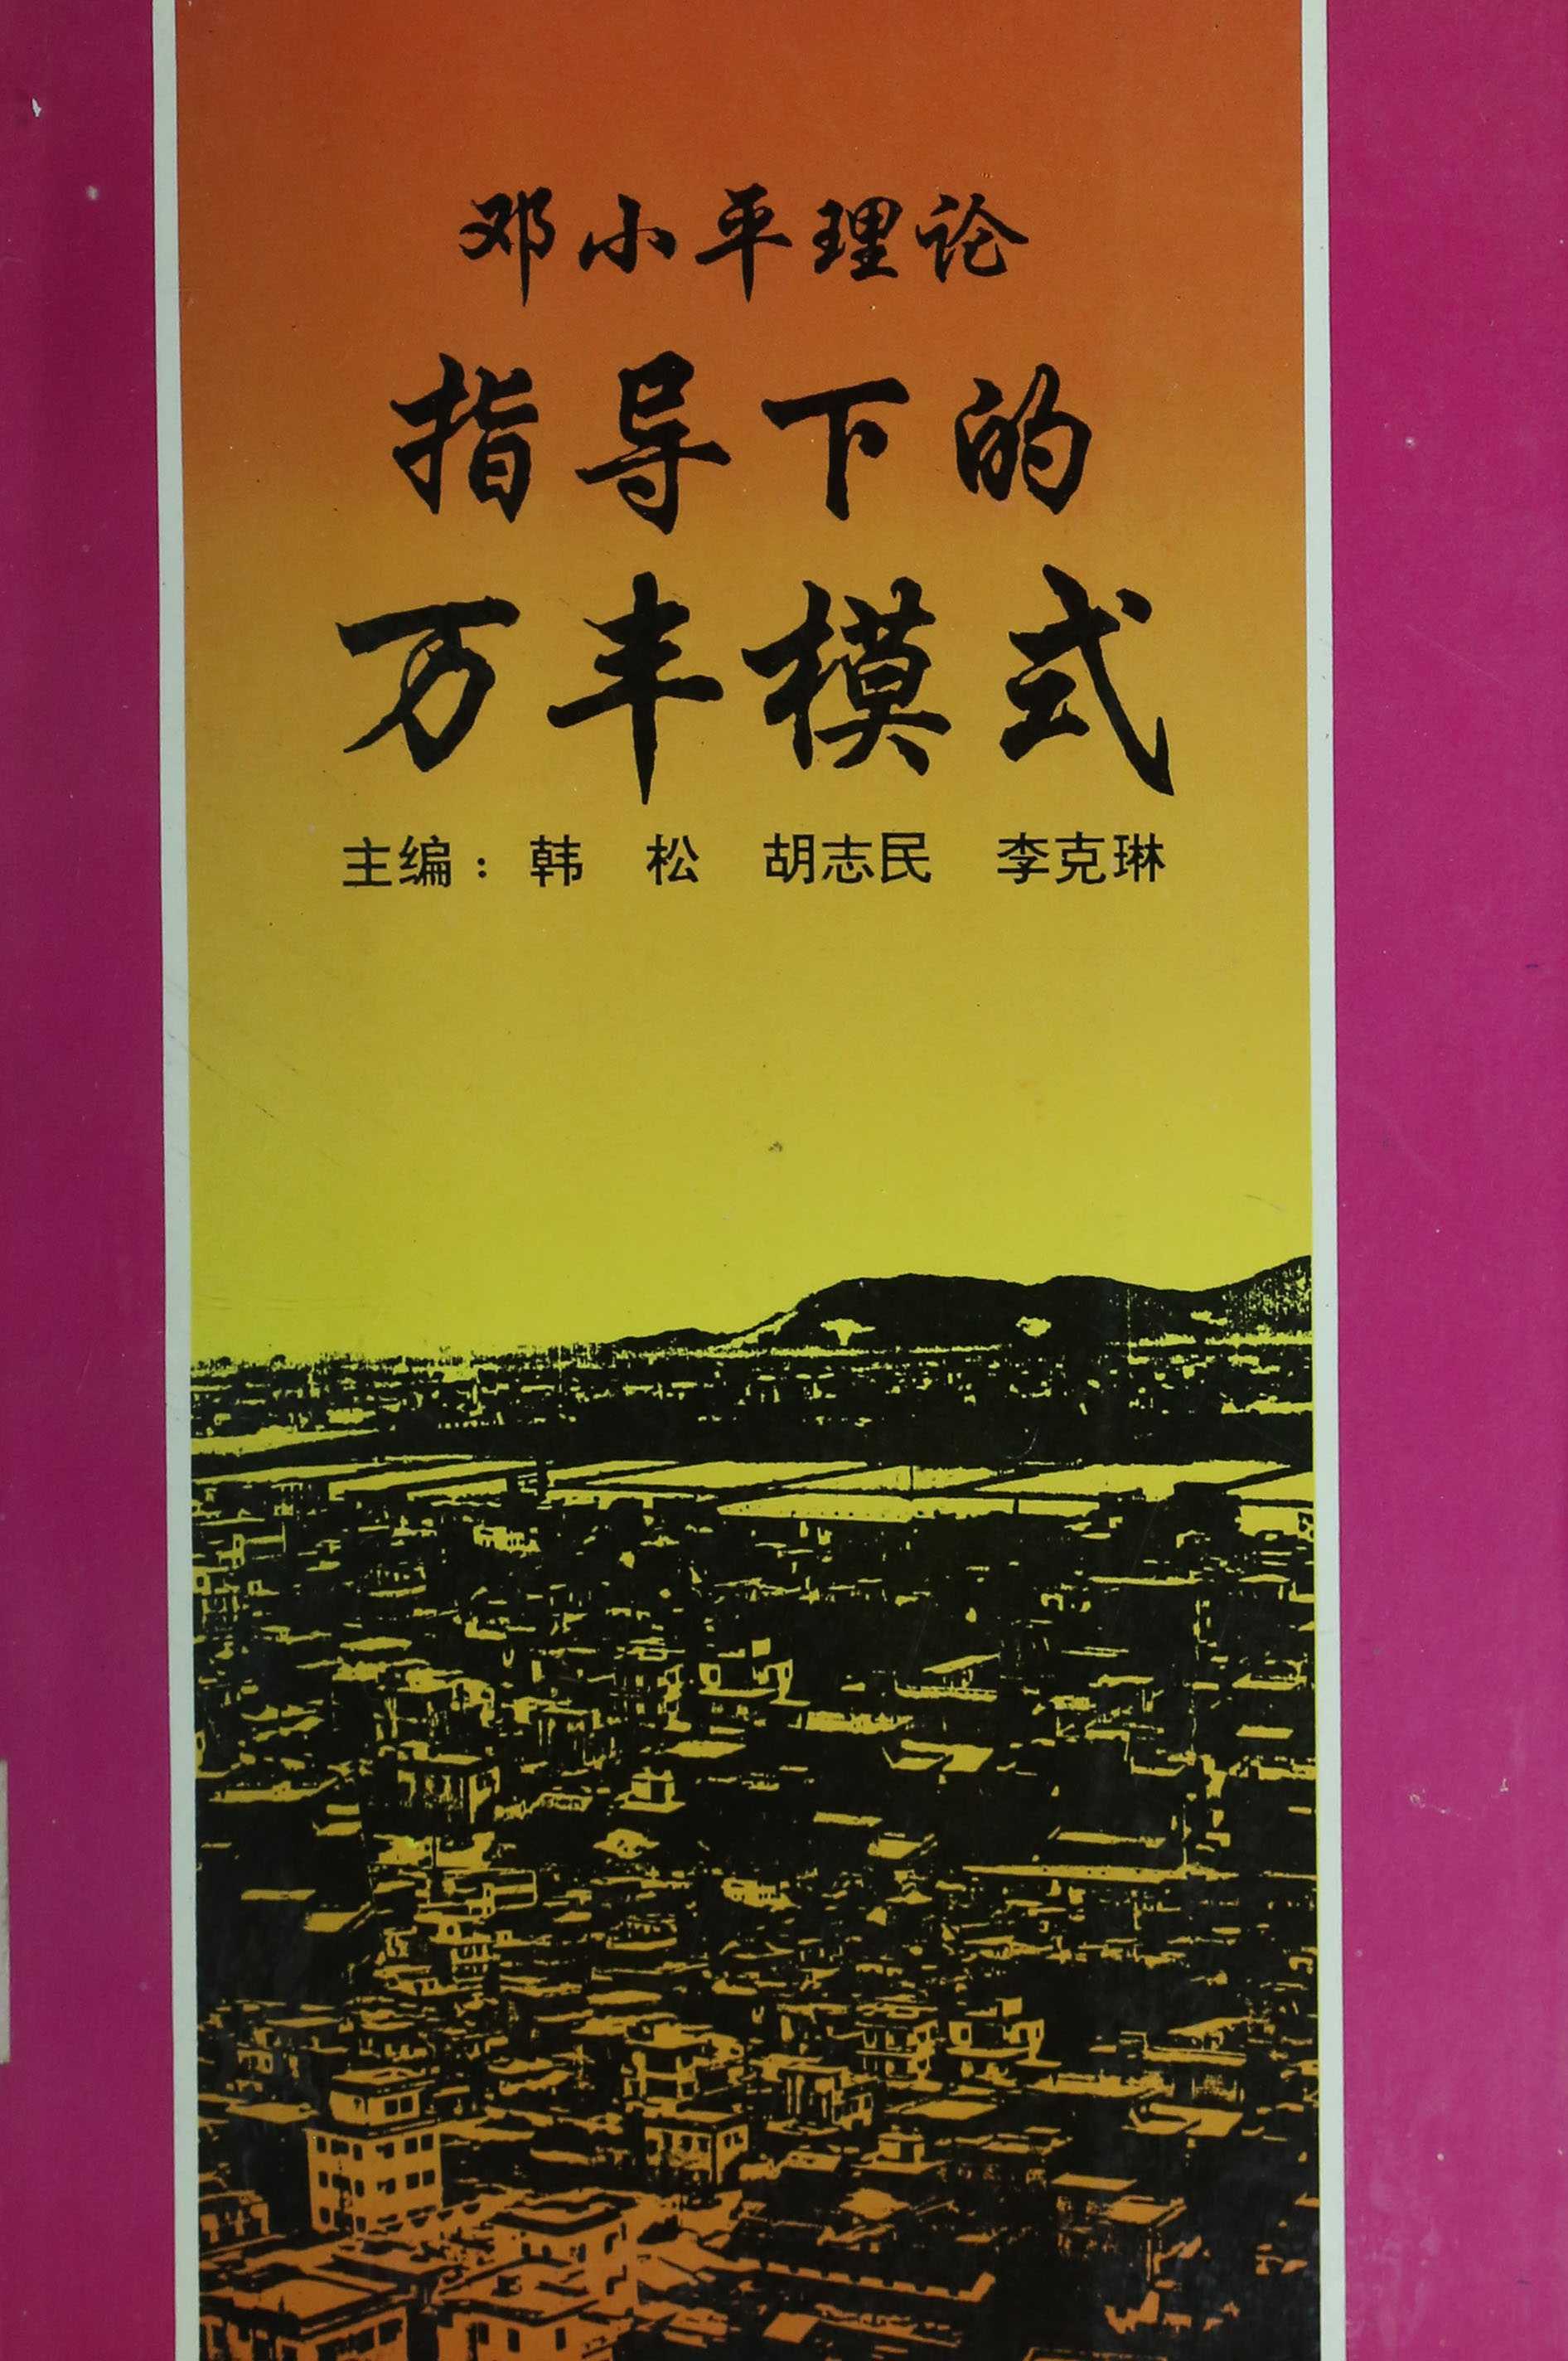 邓小平理论
指导下的
万丰模式
主编：韩　松　胡志民　李克琳